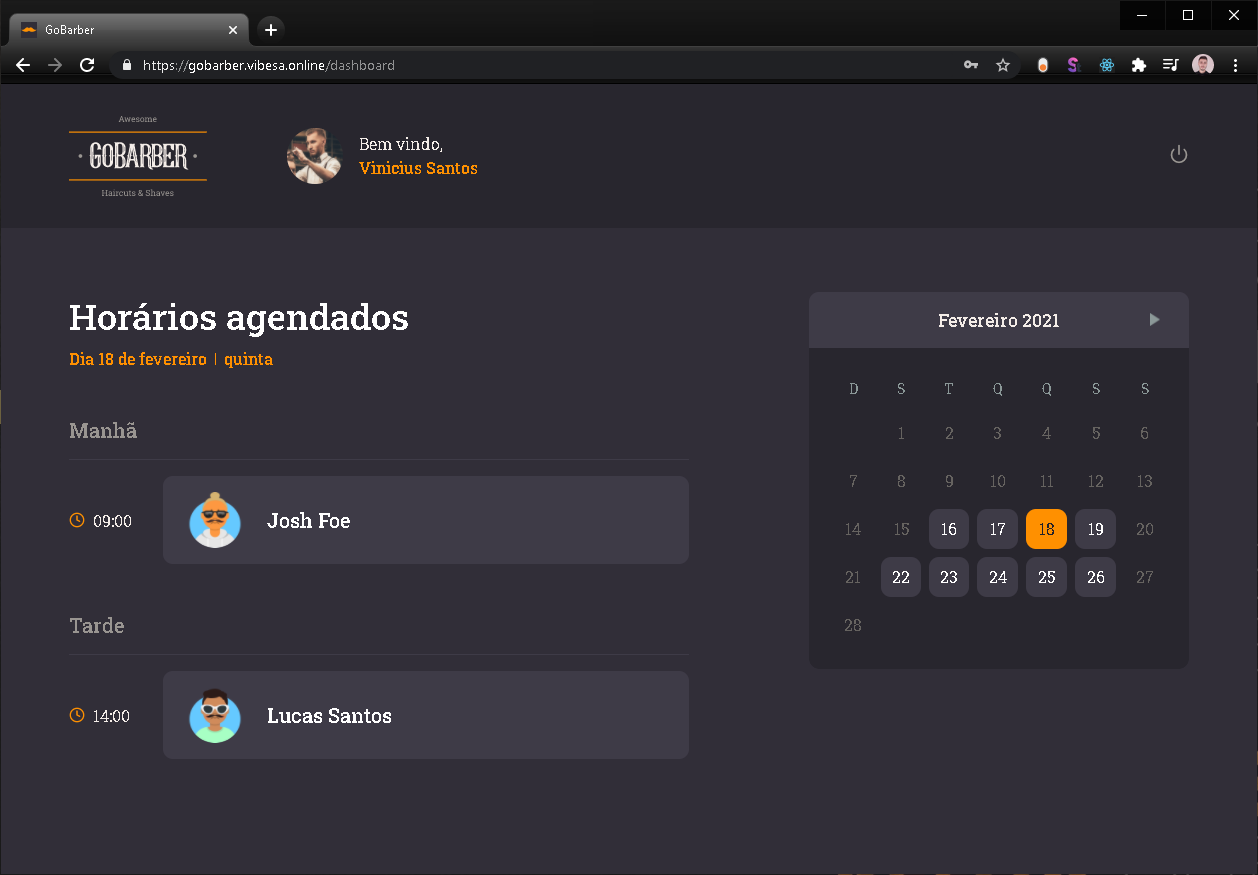 GoBarber
https://gobarber.vibesa.online/dashboard
Awesome
· GOBARBER ·
Haircuts & Shaves
Bem vindo,
Vinicius Santos
Horários agendados
Dia 18 de fevereiro | quinta
Manhã
09:00 Josh Foe
Tarde
14:00 Lucas Santos
Fevereiro 2021
D S T Q Q S S
1 2 3 4 5 6
7 8 9 10 11 12 13
14 15 16 17 18 19 20
21 22 23 24 25 26 27
28